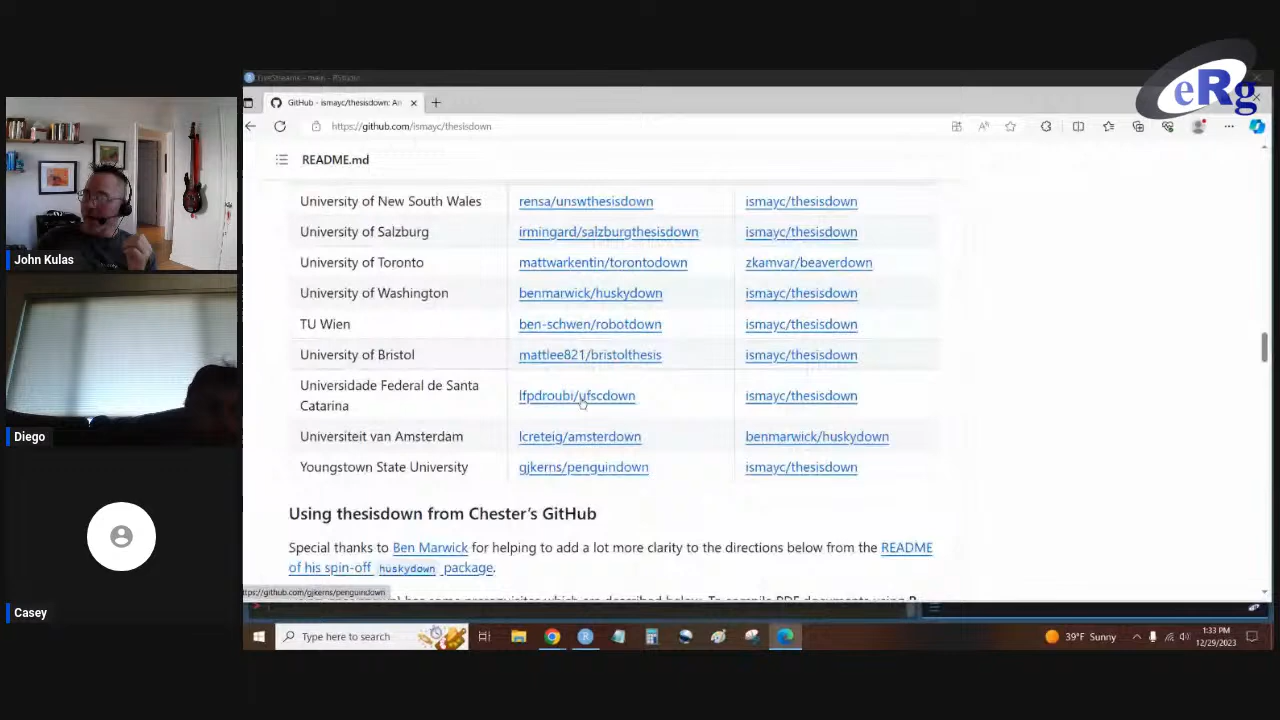 eRg
GitHub - ismayc/thesisdown: An
https://github.com/ismayc/thesisdown
README.md
University of New South Wales rensa/unswthesisdown ismayc/thesisdown
University of Salzburg irmingard/salzburgthesisdown ismayc/thesisdown
University of Toronto mattwarkentin/torontodown zkamvar/beaverdown
University of Washington benmarwick/huskydown ismayc/thesisdown
TU Wien ben-schwen/robotdown ismayc/thesisdown
University of Bristol mattlee821/bristolthesis ismayc/thesisdown
Universidade Federal de Santa
Catarina lfpdroubi/ufscdown ismayc/thesisdown
Universiteit van Amsterdam lcreteig/amsterdown benmarwick/huskydown
Youngstown State University gjkerns/penguindown ismayc/thesisdown
Using thesisdown from Chester's GitHub
Special thanks to Ben Marwick for helping to add a lot more clarity to the directions below from the README
of his spin-off huskydown package.
ttps://github.com/gjkerns/penguindown
Type here to search
39°F Sunny
1:33 PM
12/29/2023
John Kulas
Diego
Casey